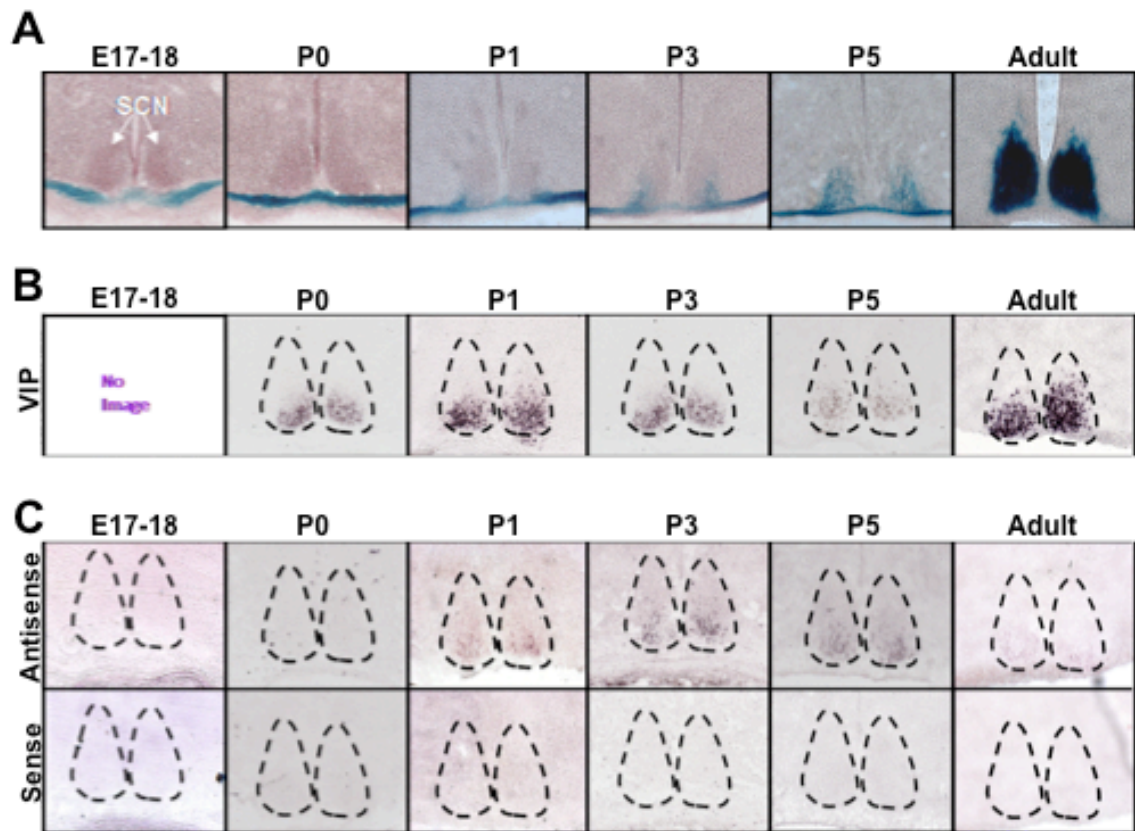 A
E17-18 P0 P1 P3 P5 Adult
SCN
B
E17-18 P0 P1 P3 P5 Adult
VIP
No
Image
C
E17-18 P0 P1 P3 P5 Adult
Antisense
Sense